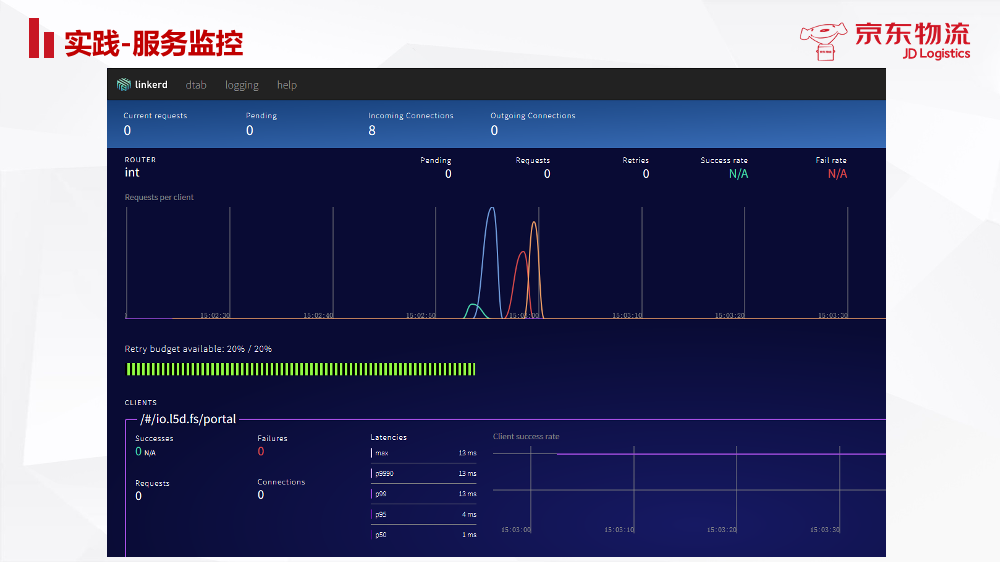 实践-服务监控
京东物流
JD Logistics
linkerd dtab logging help
Current requests Pending Incoming Connections Outgoing Connections
0 0 8 0
ROUTER Pending Requests Retries Success rate Fail rate
int 0 0 0 N/A N/A
Requests per client
15:02:30 15:02:40 15:02:50 15:03:00 15:03:10 15:03:20 15:03:30
Retry budget available: 20% / 20%
CLIENTS
/#/io.l5d.fs/portal
Successes Failures Latencies Client success rate
0 N/A 0
max 13 ms
p9990 13 ms
Requests Connections
0 0
p99 13 ms
p95 4 ms
p50 1 ms
15:03:00 15:03:10 15:03:20 15:03:30